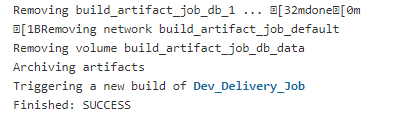 Removing build_artifact_job_db_1 ... [32mdone[0m
[1BRemoving network build_artifact_job_default
Removing volume build_artifact_job_db_data
Archiving artifacts
Triggering a new build of Dev_Delivery_Job
Finished: SUCCESS